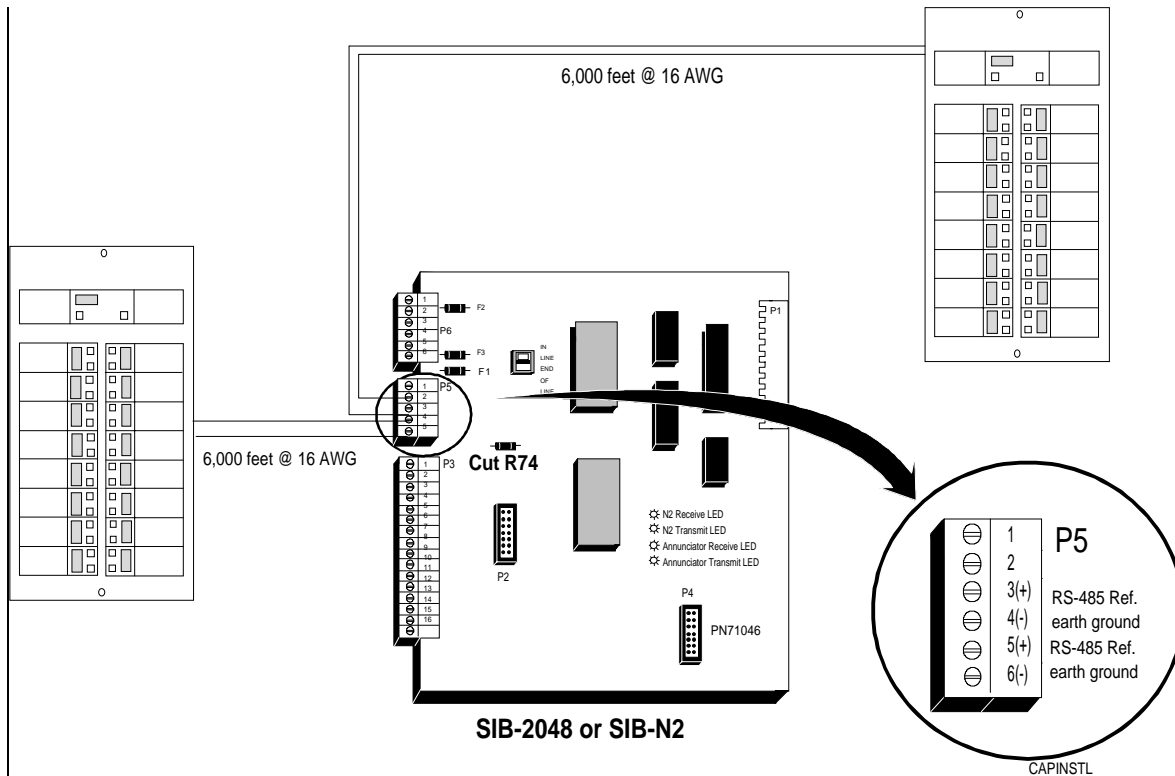 6,000 feet @ 16 AWG
1
2
3
4
5
6
P6
F2
F3
F1
IN
LINE
END
OF
LINE
P1
1
2
3
4
5
P5
6,000 feet @ 16 AWG
Cut R74
1
2
3
4
5
6
7
8
9
10
11
12
13
14
15
16
P3
P2
N2 Receive LED
N2 Transmit LED
Annunciator Receive LED
Annunciator Transmit LED
P4
PN71046
SIB-2048 or SIB-N2
1
2
3(+)
4(-)
5(+)
6(-)
P5
RS-485 Ref.
earth ground
RS-485 Ref.
earth ground
CAPINSTL